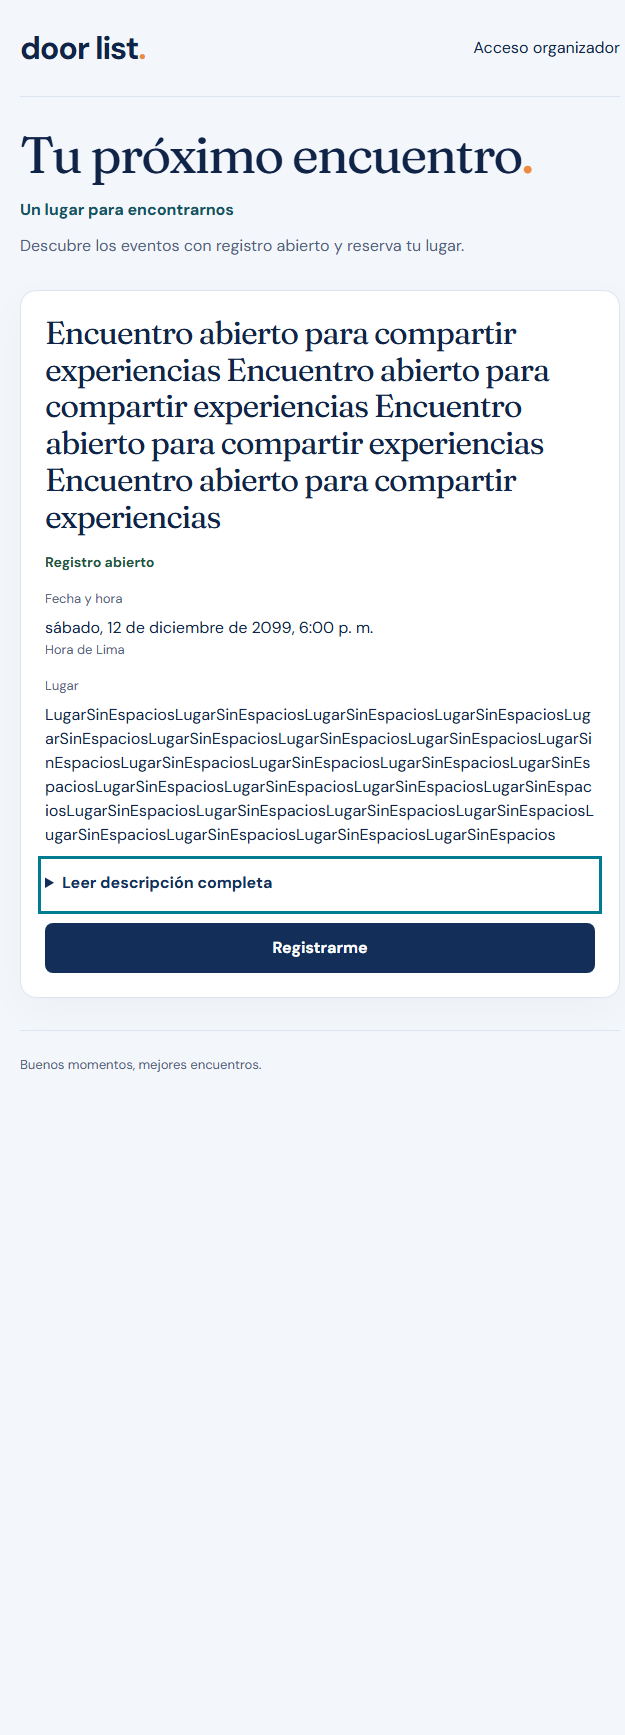 door list.
Acceso organizador
Tu próximo encuentro.
Un lugar para encontrarnos
Descubre los eventos con registro abierto y reserva tu lugar.
Encuentro abierto para compartir
experiencias Encuentro abierto para
compartir experiencias Encuentro
abierto para compartir experiencias
Encuentro abierto para compartir
experiencias
Registro abierto
Fecha y hora
sábado, 12 de diciembre de 2099, 6:00 p. m.
Hora de Lima
Lugar
LugarSinEspaciosLugarSinEspaciosLugarSinEspaciosLugarSinEspaciosLug
arSinEspaciosLugarSinEspaciosLugarSinEspaciosLugarSinEspaciosLugarSi
nEspaciosLugarSinEspaciosLugarSinEspaciosLugarSinEspaciosLugarSinEs
paciosLugarSinEspaciosLugarSinEspaciosLugarSinEspaciosLugarSinEspac
iosLugarSinEspaciosLugarSinEspaciosLugarSinEspaciosLugarSinEspaciosL
ugarSinEspaciosLugarSinEspaciosLugarSinEspaciosLugarSinEspacios
Leer descripción completa
Registrarme
Buenos momentos, mejores encuentros.